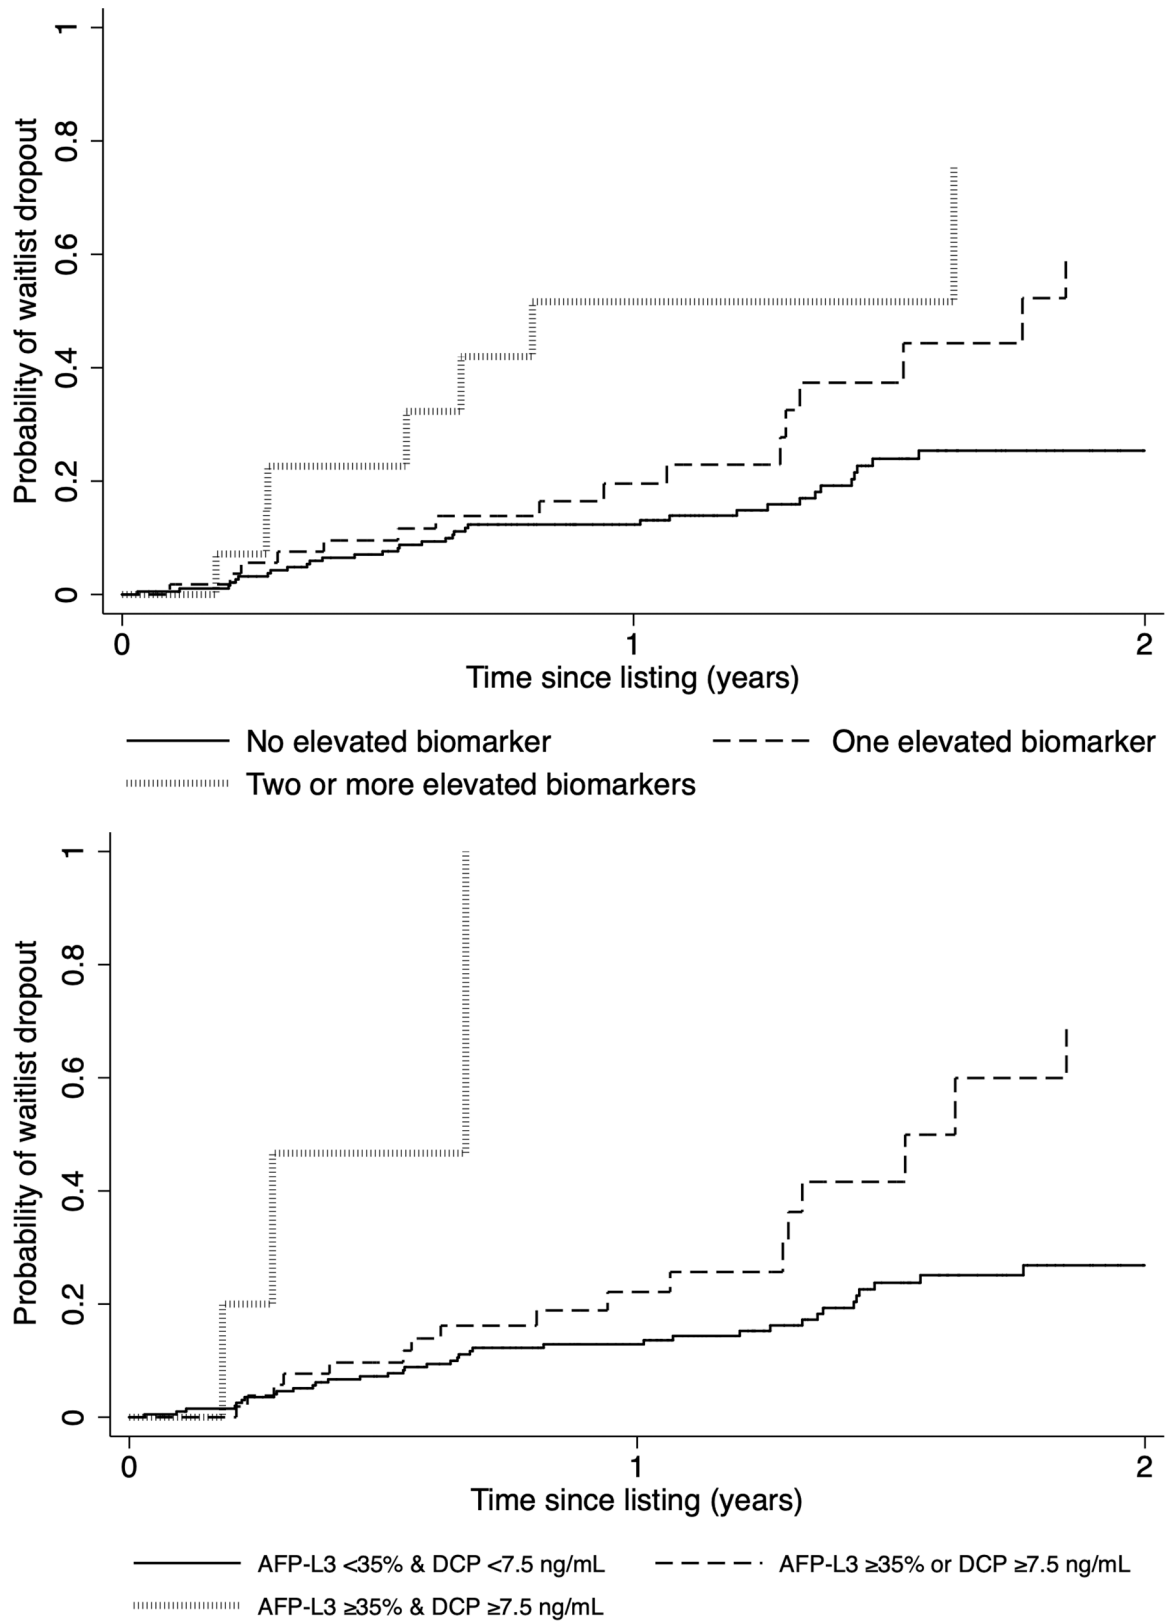 Probability of waitlist dropout
1
0.8
0.6
0.4
0.2
0
0 1 2
Time since listing (years)
No elevated biomarker One elevated biomarker
Two or more elevated biomarkers
Probability of waitlist dropout
1
0.8
0.6
0.4
0.2
0
0 1 2
Time since listing (years)
AFP-L3 <35% & DCP <7.5 ng/mL AFP-L3 ≥35% or DCP ≥7.5 ng/mL
AFP-L3 ≥35% & DCP ≥7.5 ng/mL